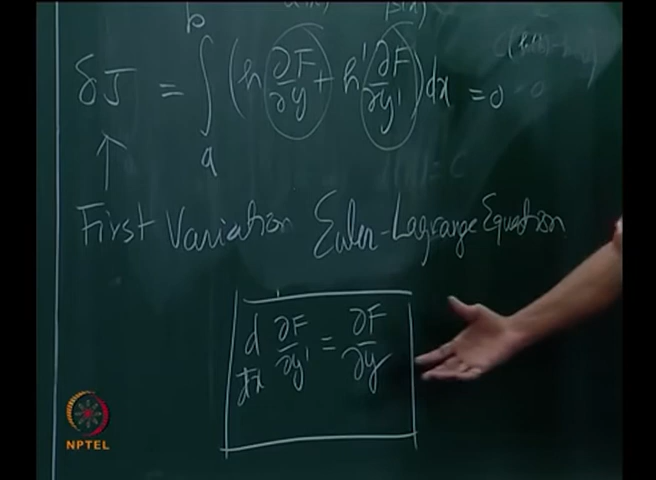 b
δJ = ∫ (h ∂F/∂y + h' ∂F/∂y') dx = 0
a
First Variation Euler-Lagrange Equation
d/dx ∂F/∂y' = ∂F/∂y
NPTEL